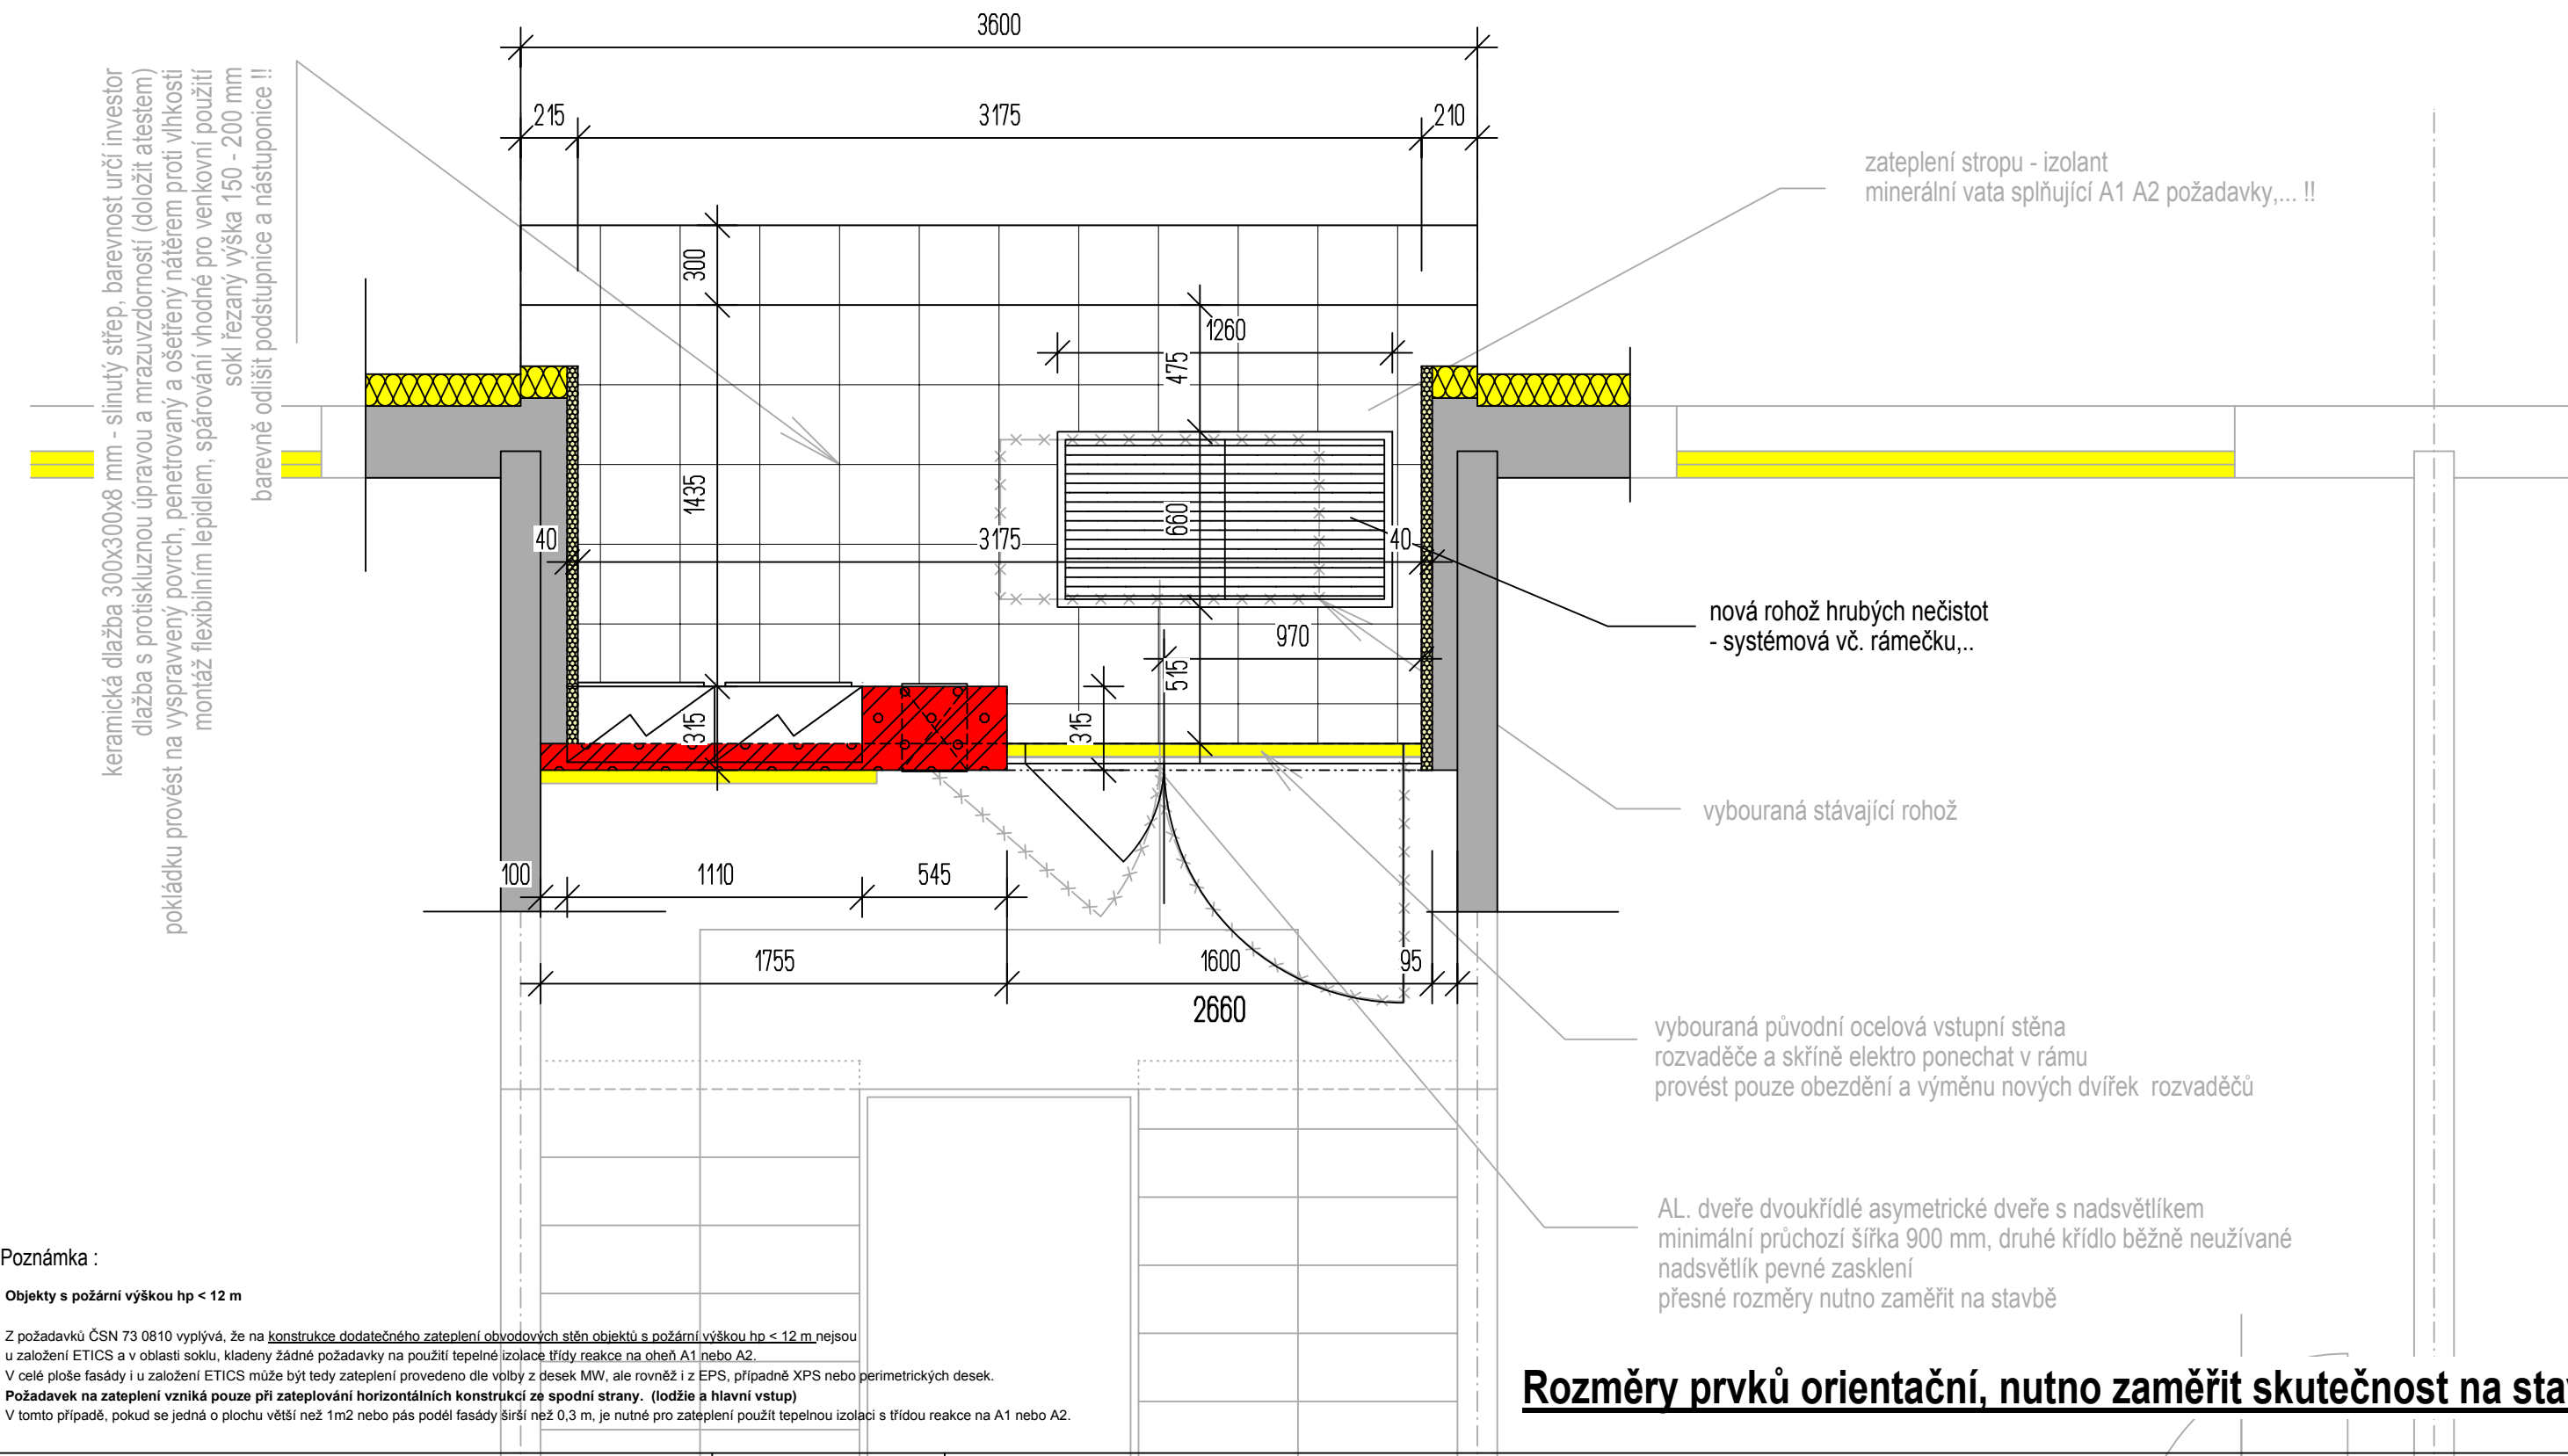 3600
215
3175
210
keramická dlažba 300x300x8 mm - slinutý střep, barevnost určí investor
dlažba s protiskluznou úpravou a mrazuvzdorností (doložit atestem)
pokládku provést na vyspravvený povrch, penetrovaný a ošetřený nátěrem proti vlhkosti
montáž flexibilním lepidlem, spárování vhodné pro venkovní použití
sokl řezaný výška 150 - 200 mm
barevně odlišit podstupnice a nástuponice !!
zateplení stropu - izolant
minerální vata splňující A1 A2 požadavky,... !!
300
1260
475
1435
660
40
3175
40
nová rohož hrubých nečistot
- systémová vč. rámečku,..
970
515
315
315
vybouraná stávající rohož
100
1110
545
1755
1600
95
2660
vybouraná původní ocelová vstupní stěna
rozvaděče a skříně elektro ponechat v rámu
provést pouze obezdění a výměnu nových dvířek rozvaděčů
AL. dveře dvoukřídlé asymetrické dveře s nadsvětlíkem
minimální průchozí šířka 900 mm, druhé křídlo běžně neužívané
nadsvětlík pevné zasklení
přesné rozměry nutno zaměřit na stavbě
Poznámka :
Objekty s požární výškou hp < 12 m
Z požadavků ČSN 73 0810 vyplývá, že na konstrukce dodatečného zateplení obvodových stěn objektů s požární výškou hp < 12 m nejsou
u založení ETICS a v oblasti soklu, kladeny žádné požadavky na použití tepelné izolace třídy reakce na oheň A1 nebo A2.
V celé ploše fasády i u založení ETICS může být tedy zateplení provedeno dle volby z desek MW, ale rovněž i z EPS, případně XPS nebo perimetrických desek.
Požadavek na zateplení vzniká pouze při zateplování horizontálních konstrukcí ze spodní strany. (lodžie a hlavní vstup)
V tomto případě, pokud se jedná o plochu větší než 1m2 nebo pás podél fasády širší než 0,3 m, je nutné pro zateplení použít tepelnou izolaci s třídou reakce na A1 nebo A2.
Rozměry prvků orientační, nutno zaměřit skutečnost na sta